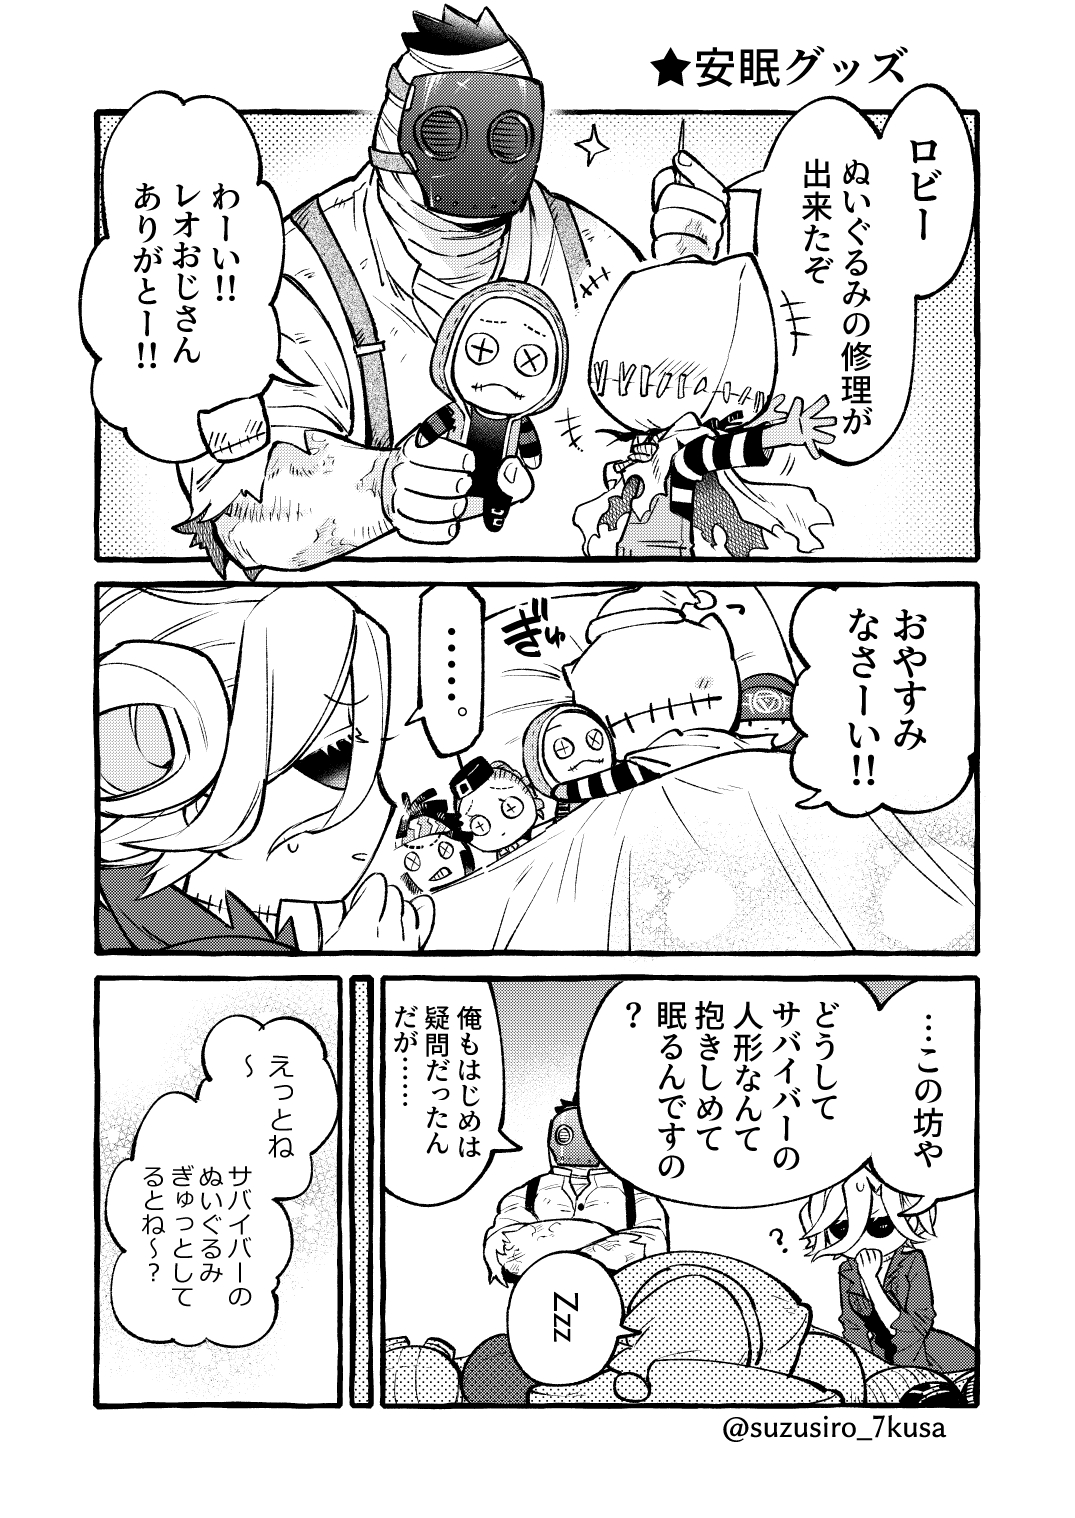 ★安眠グッズ
ロビー
ぬいぐるみの修理が
出来たぞ
わーい!!
レオおじさん
ありがとー!!
おやすみ
なさーい!!
ぎゅ
……。
…この坊や
どうして
サバイバーの
人形なんて
抱きしめて
眠るんですの
?
?
俺もはじめは
疑問だったん
だが……
Zzz
えっとね
〜
サバイバーの
ぬいぐるみ
ぎゅっとして
るとね〜?
@suzusiro_7kusa